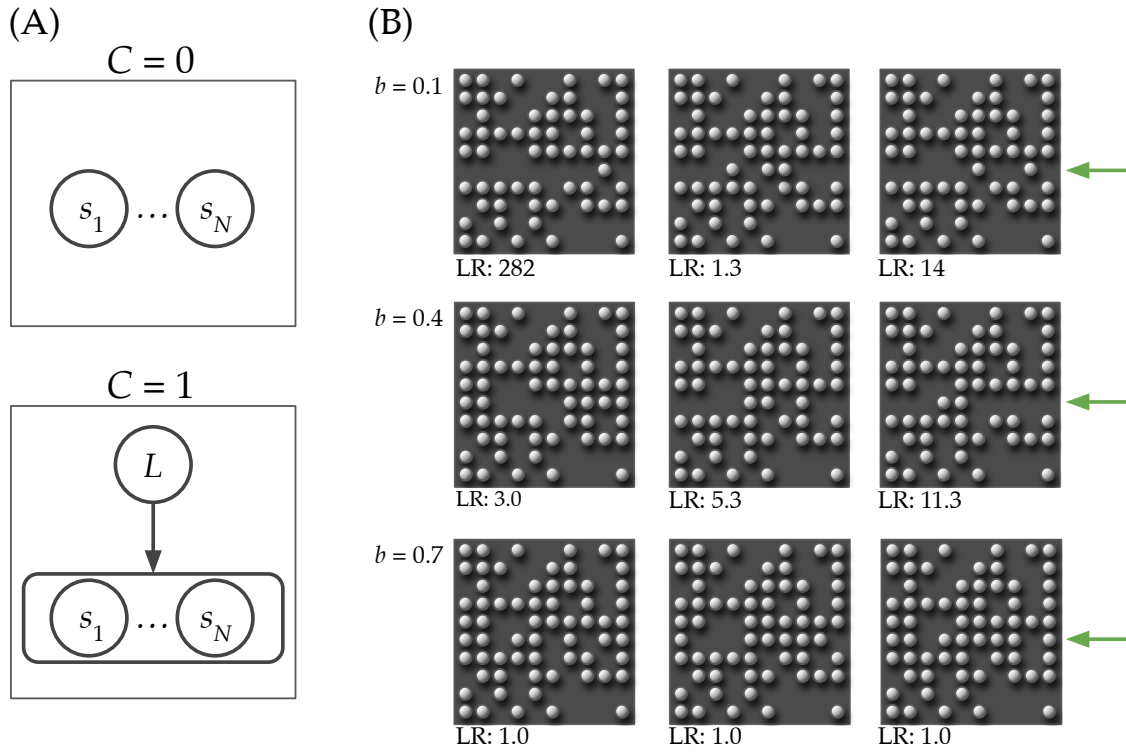 (A)
C = 0
s1 ... sN
C = 1
L
s1 ... sN
(B)
b = 0.1
LR: 282
LR: 1.3
LR: 14
b = 0.4
LR: 3.0
LR: 5.3
LR: 11.3
b = 0.7
LR: 1.0
LR: 1.0
LR: 1.0